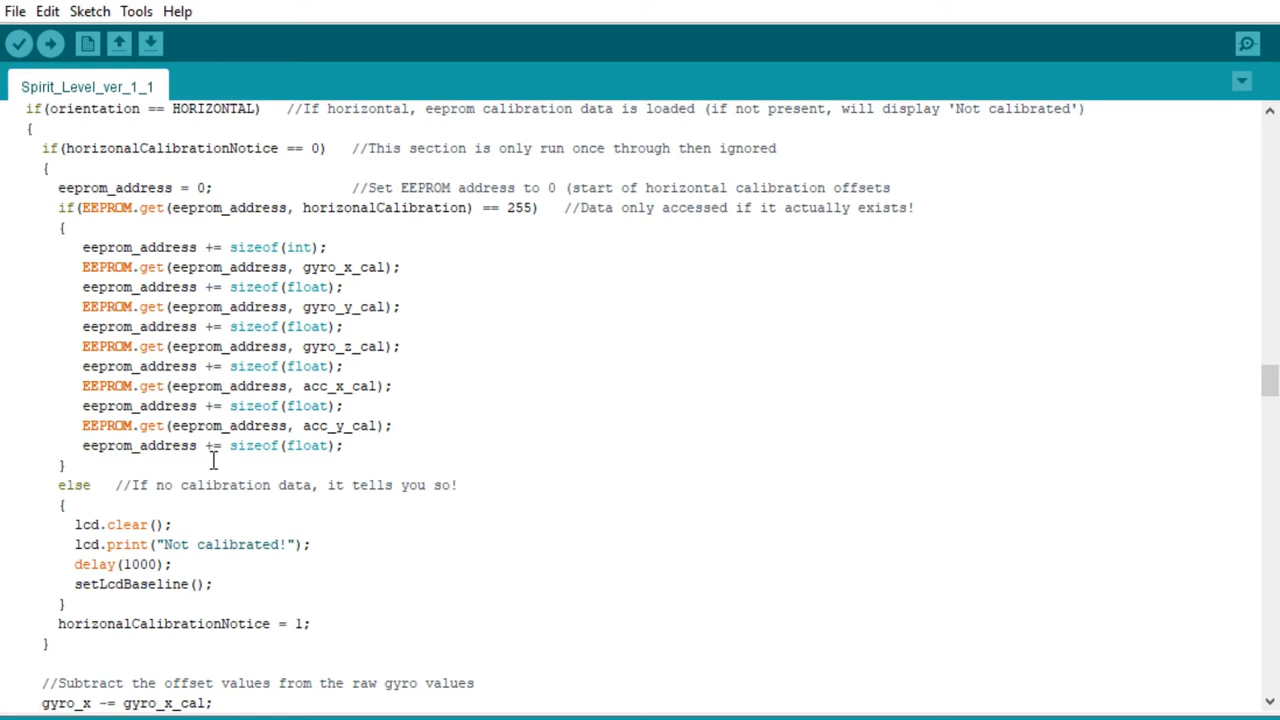 File Edit Sketch Tools Help
Spirit_Level_ver_1_1
if(orientation == HORIZONTAL)   //If horizontal, eeprom calibration data is loaded (if not present, will display 'Not calibrated')
{
if(horizonalCalibrationNotice == 0)   //This section is only run once through then ignored
{
eeprom_address = 0;                 //Set EEPROM address to 0 (start of horizontal calibration offsets
if(EEPROM.get(eeprom_address, horizonalCalibration) == 255)   //Data only accessed if it actually exists!
{
eeprom_address += sizeof(int);
EEPROM.get(eeprom_address, gyro_x_cal);
eeprom_address += sizeof(float);
EEPROM.get(eeprom_address, gyro_y_cal);
eeprom_address += sizeof(float);
EEPROM.get(eeprom_address, gyro_z_cal);
eeprom_address += sizeof(float);
EEPROM.get(eeprom_address, acc_x_cal);
eeprom_address += sizeof(float);
EEPROM.get(eeprom_address, acc_y_cal);
eeprom_address += sizeof(float);
}
else   //If no calibration data, it tells you so!
{
lcd.clear();
lcd.print("Not calibrated!");
delay(1000);
setLcdBaseline();
}
horizonalCalibrationNotice = 1;
}
//Subtract the offset values from the raw gyro values
gyro_x -= gyro_x_cal;